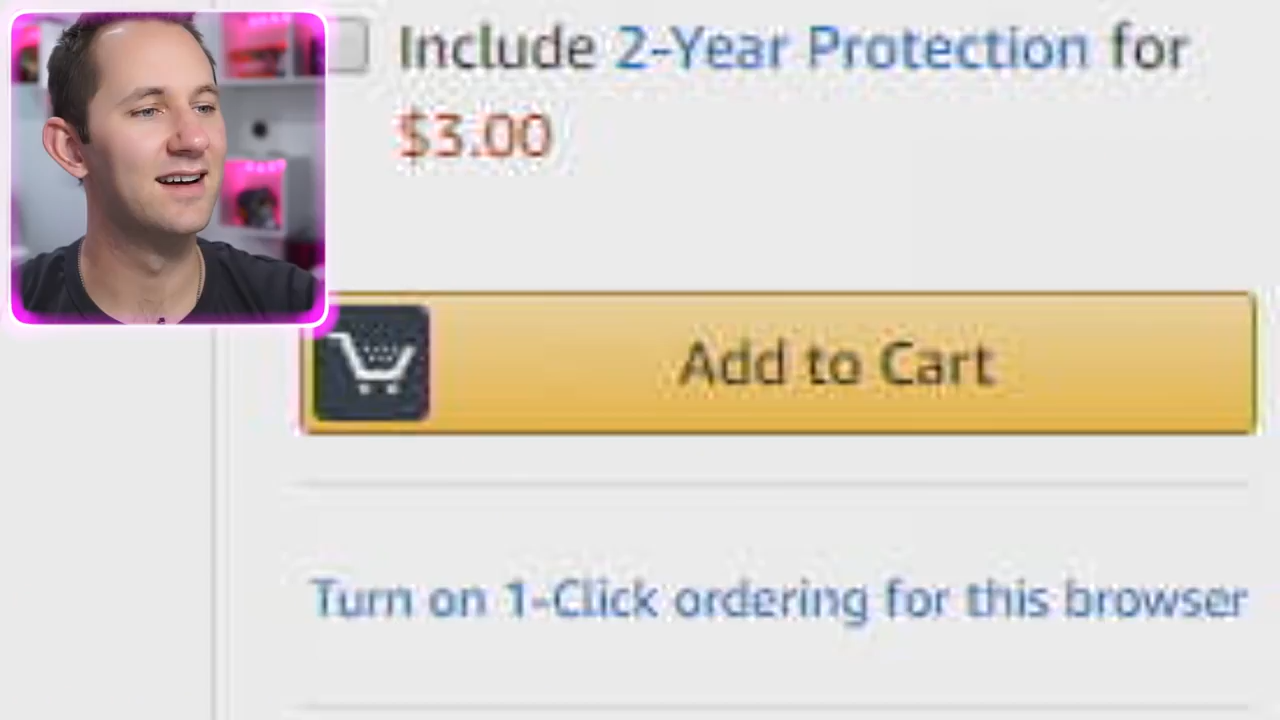 Include 2-Year Protection for
$3.00
Add to Cart
Turn on 1-Click ordering for this browser